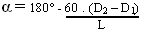 α = 180° - 60 . (D₂ – D₁)
L